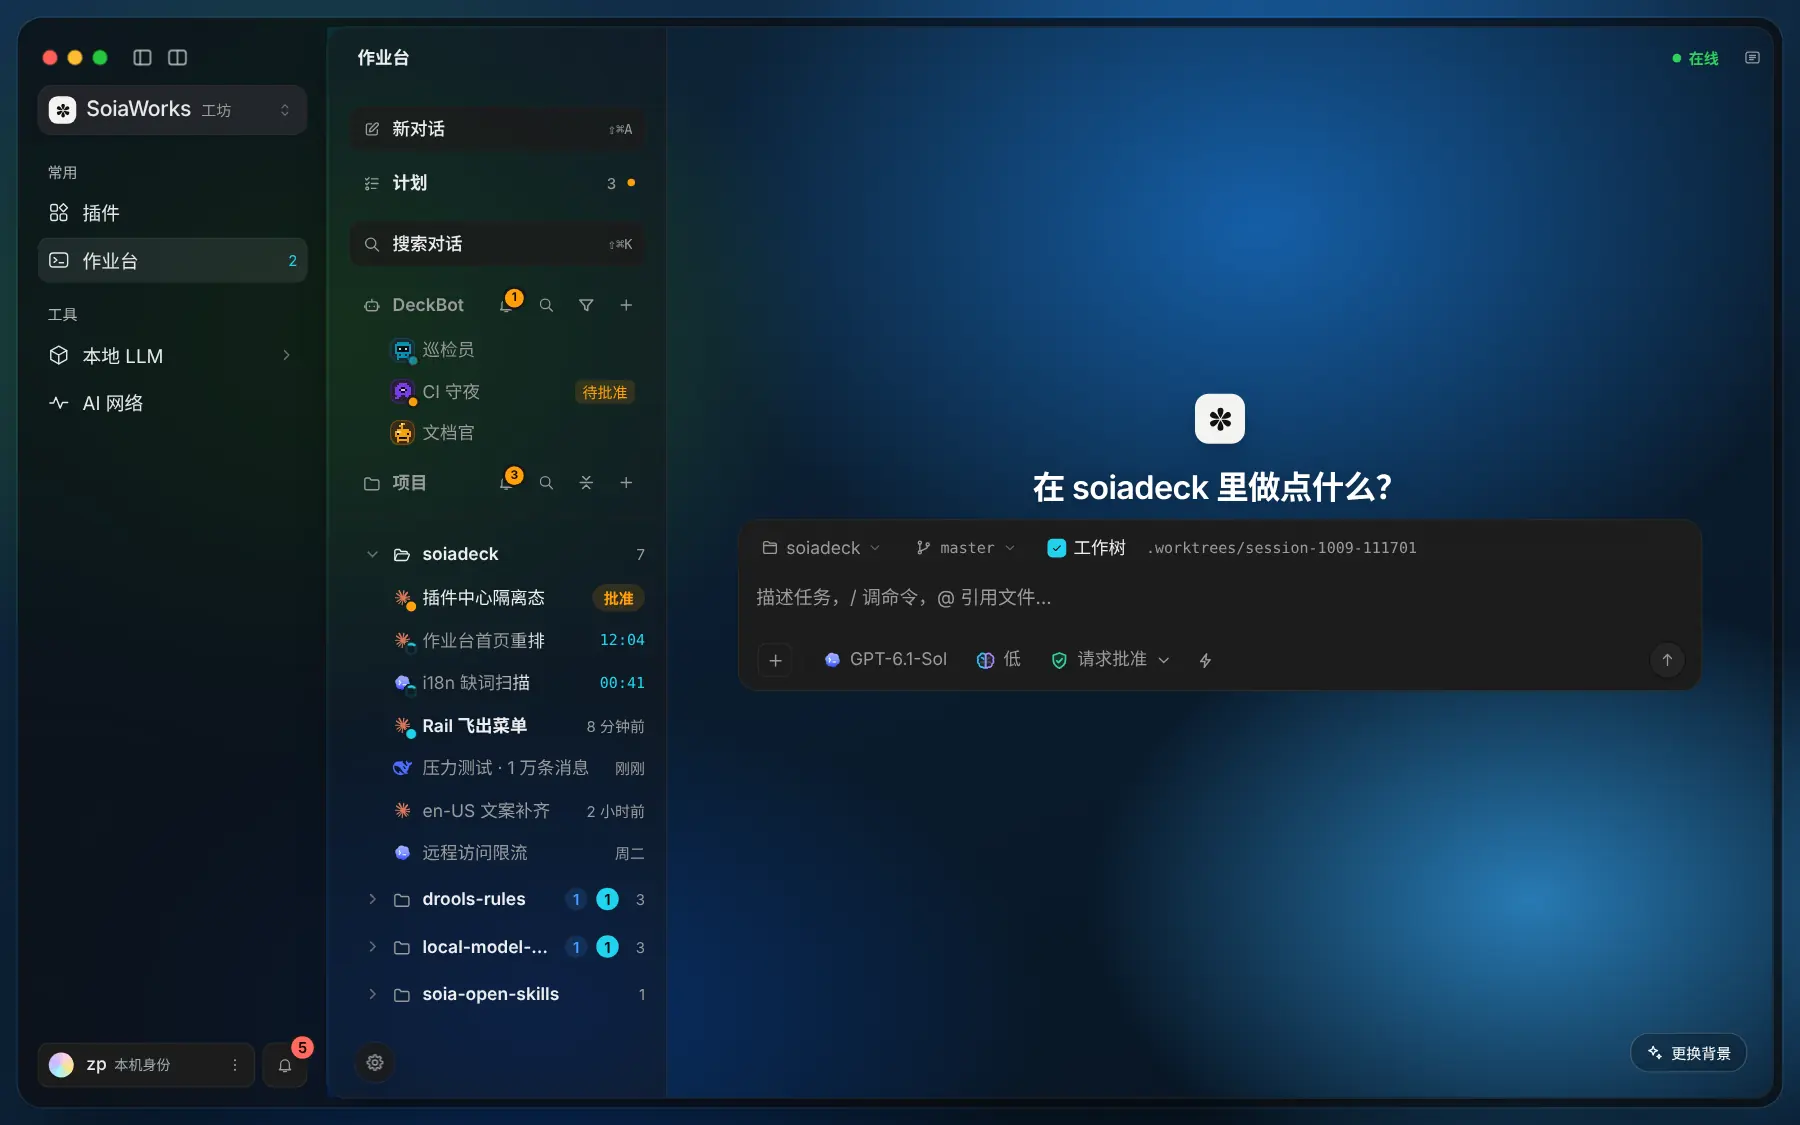 SoiaWorks 工坊
常用
插件
作业台 2
工具
本地 LLM
AI 网络
zp 本机身份
5
作业台
新对话 ⇧⌘A
计划 3
搜索对话 ⇧⌘K
DeckBot 1
巡检员
CI 守夜 待批准
文档官
项目 3
soiadeck 7
插件中心隔离态 批准
作业台首页重排 12:04
i18n 缺词扫描 00:41
Rail 飞出菜单 8 分钟前
压力测试 · 1 万条消息 刚刚
en-US 文案补齐 2 小时前
远程访问限流 周二
drools-rules 1 1 3
local-model-... 1 1 3
soia-open-skills 1
在线
在 soiadeck 里做点什么？
soiadeck master 工作树 .worktrees/session-1009-111701
描述任务，/ 调命令，@ 引用文件...
GPT-6.1-Sol 低 请求批准
更换背景